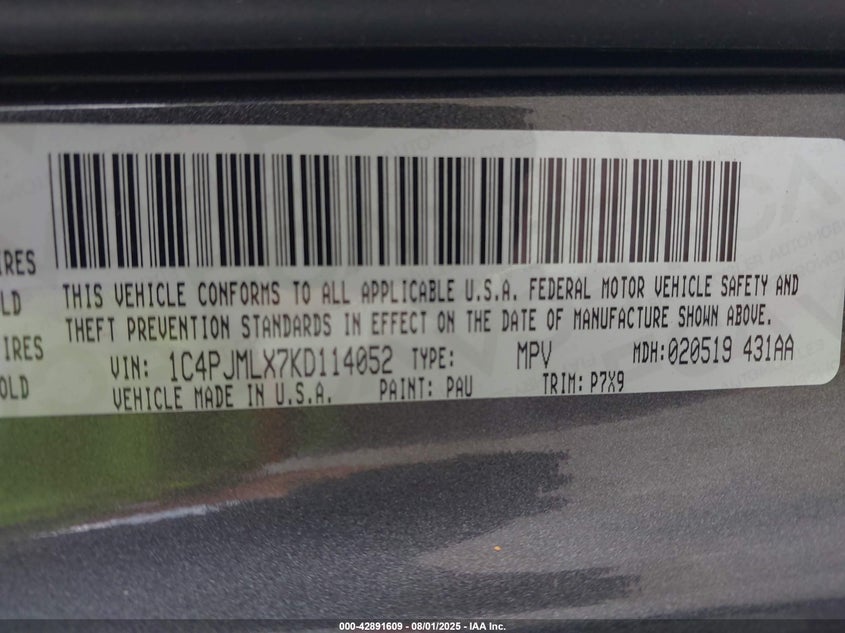 IRES
OLD
IRES
OLD
THIS VEHICLE CONFORMS TO ALL APPLICABLE U.S.A. FEDERAL MOTOR VEHICLE SAFETY AND
THEFT PREVENTION STANDARDS IN EFFECT ON THE DATE OF MANUFACTURE SHOWN ABOVE.
VIN: 1C4PJMLX7KD114052 TYPE: MPV MDH:020519 431AA
VEHICLE MADE IN U.S.A. PAINT: PAU TRIM: P7X9
000-42891609 - 08/01/2025 - IAA Inc.